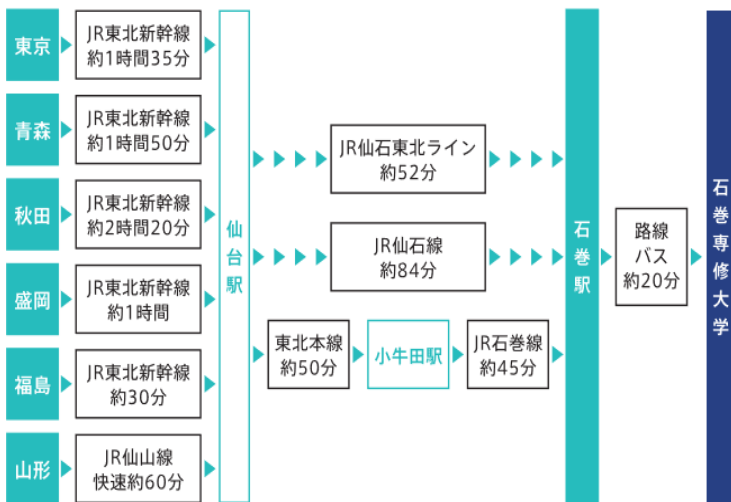 東京
JR東北新幹線
約1時間35分
青森
JR東北新幹線
約1時間50分
秋田
JR東北新幹線
約2時間20分
盛岡
JR東北新幹線
約1時間
福島
JR東北新幹線
約30分
山形
JR仙山線
快速約60分
仙台駅
JR仙石東北ライン
約52分
JR仙石線
約84分
東北本線
約50分
小牛田駅
JR石巻線
約45分
石巻駅
路線
バス
約20分
石巻専修大学